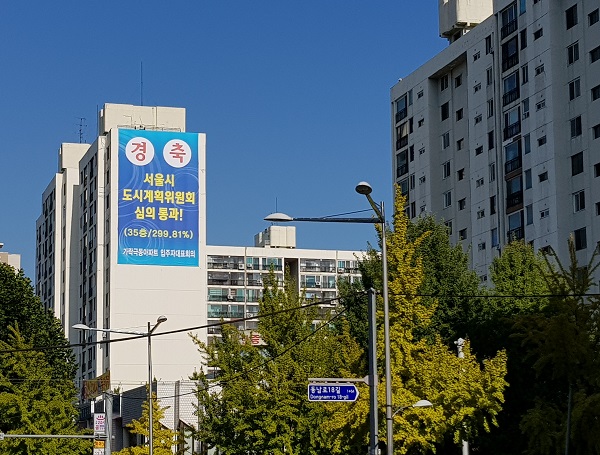 경 축
서울시
도시계획위원회
심의 통과!
(35층/299.81%)
가락극동아파트 입주자대표회의
동남로18길
Dongnam-ro 18-gil